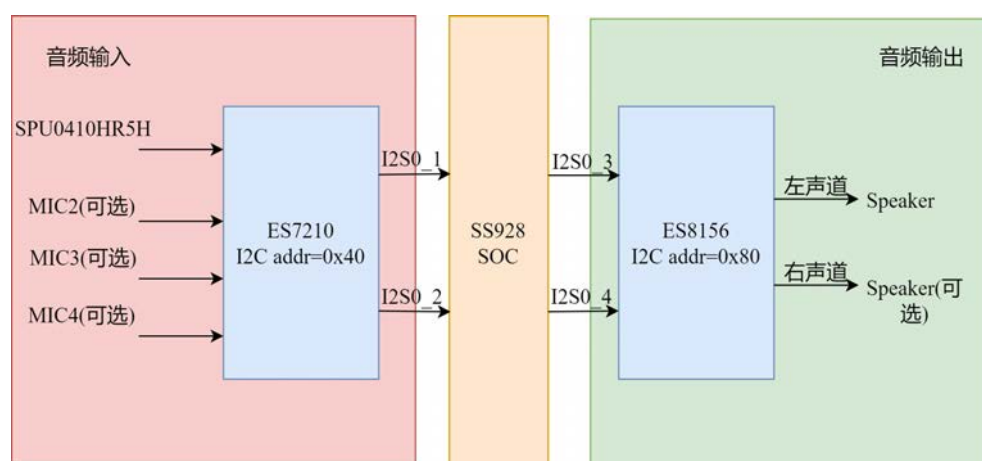 音频输入
SPU0410HR5H
MIC2(可选)
MIC3(可选)
MIC4(可选)
ES7210
I2C addr=0x40
I2S0_1
I2S0_2
SS928
SOC
I2S0_3
I2S0_4
音频输出
ES8156
I2C addr=0x80
左声道
Speaker
右声道
Speaker(可
选)